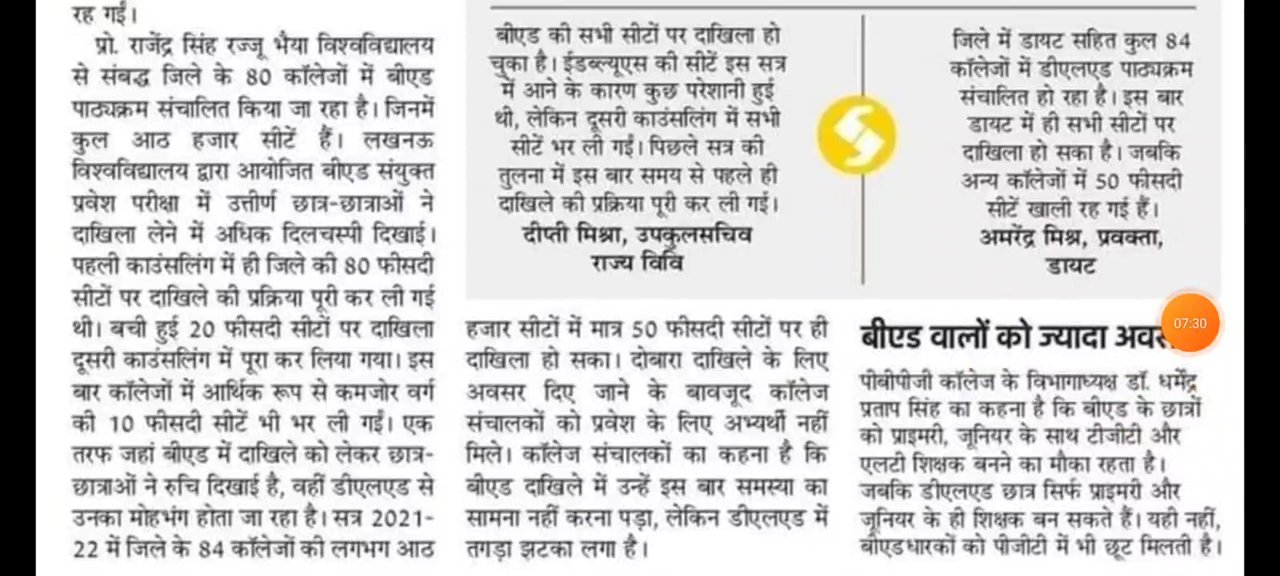 रह गईं।
प्रो. राजेंद्र सिंह रज्जू भैया विश्वविद्यालय
से संबद्ध जिले के 80 कॉलेजों में बीएड
पाठ्यक्रम संचालित किया जा रहा है। जिनमें
कुल आठ हजार सीटें हैं। लखनऊ
विश्वविद्यालय द्वारा आयोजित बीएड संयुक्त
प्रवेश परीक्षा में उत्तीर्ण छात्र-छात्राओं ने
दाखिला लेने में अधिक दिलचस्पी दिखाई।
पहली काउंसलिंग में ही जिले की 80 फीसदी
सीटों पर दाखिले की प्रक्रिया पूरी कर ली गई
थी। बची हुई 20 फीसदी सीटों पर दाखिला
दूसरी काउंसलिंग में पूरा कर लिया गया। इस
बार कॉलेजों में आर्थिक रूप से कमजोर वर्ग
की 10 फीसदी सीटें भी भर ली गईं। एक
तरफ जहां बीएड में दाखिले को लेकर छात्र-
छात्राओं ने रुचि दिखाई है, वहीं डीएलएड से
उनका मोहभंग होता जा रहा है। सत्र 2021-
22 में जिले के 84 कॉलेजों की लगभग आठ
बीएड की सभी सीटों पर दाखिला हो
चुका है। ईडब्ल्यूएस की सीटें इस सत्र
में आने के कारण कुछ परेशानी हुई
थी, लेकिन दूसरी काउंसलिंग में सभी
सीटें भर ली गईं। पिछले सत्र की
तुलना में इस बार समय से पहले ही
दाखिले की प्रक्रिया पूरी कर ली गई।
दीप्ती मिश्रा, उपकुलसचिव
राज्य विवि
जिले में डायट सहित कुल 84
कॉलेजों में डीएलएड पाठ्यक्रम
संचालित हो रहा है। इस बार
डायट में ही सभी सीटों पर
दाखिला हो सका है। जबकि
अन्य कॉलेजों में 50 फीसदी
सीटें खाली रह गई हैं।
अमरेंद्र मिश्र, प्रवक्ता,
डायट
हजार सीटों में मात्र 50 फीसदी सीटों पर ही
दाखिला हो सका। दोबारा दाखिले के लिए
अवसर दिए जाने के बावजूद कॉलेज
संचालकों को प्रवेश के लिए अभ्यर्थी नहीं
मिले। कॉलेज संचालकों का कहना है कि
बीएड दाखिले में उन्हें इस बार समस्या का
सामना नहीं करना पड़ा, लेकिन डीएलएड में
तगड़ा झटका लगा है।
बीएड वालों को ज्यादा
07:30
पीबीपीजी कॉलेज के विभागाध्यक्ष डॉ. धर्मेंद्र
प्रताप सिंह का कहना है कि बीएड के छात्रों
को प्राइमरी, जूनियर के साथ टीजीटी और
एलटी शिक्षक बनने का मौका रहता है।
जबकि डीएलएड छात्र सिर्फ प्राइमरी और
जूनियर के ही शिक्षक बन सकते हैं। यही नहीं,
बीएडधारकों को पीजीटी में भी छूट मिलती है।